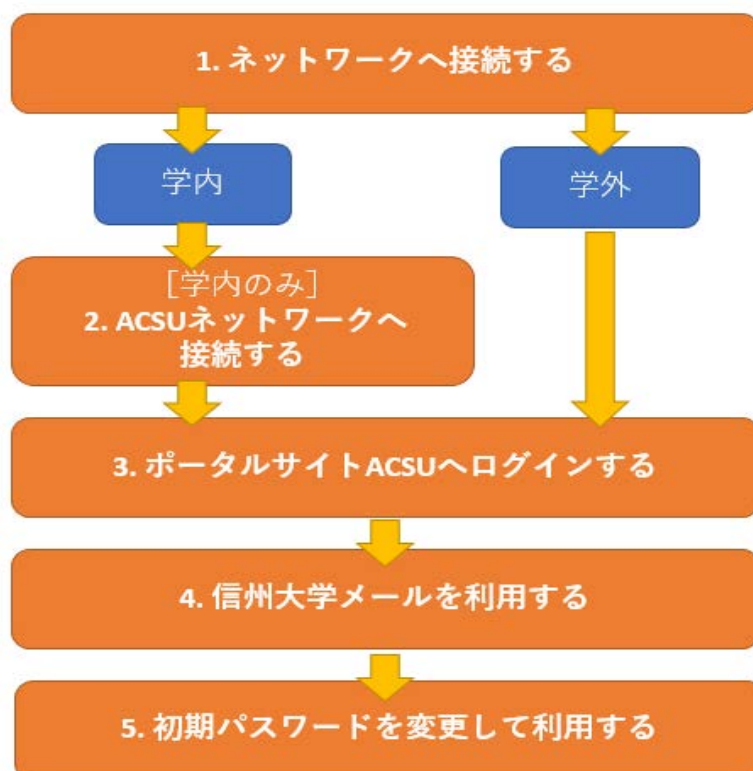 1. ネットワークへ接続する
学内
学外
［学内のみ］
2. ACSUネットワークへ
接続する
3. ポータルサイトACSUへログインする
4. 信州大学メールを利用する
5. 初期パスワードを変更して利用する